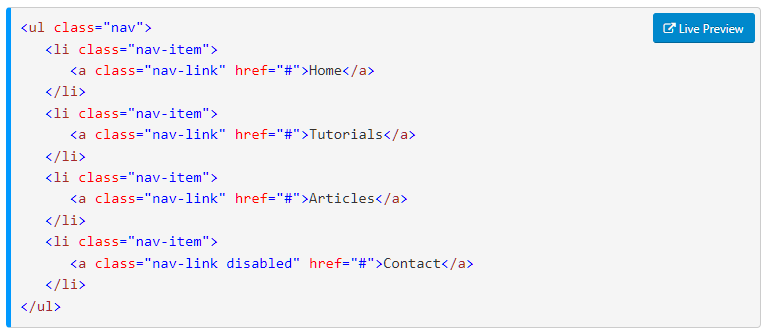 <ul class="nav">
Live Preview
   <li class="nav-item">
      <a class="nav-link" href="#">Home</a>
   </li>
   <li class="nav-item">
      <a class="nav-link" href="#">Tutorials</a>
   </li>
   <li class="nav-item">
      <a class="nav-link" href="#">Articles</a>
   </li>
   <li class="nav-item">
      <a class="nav-link disabled" href="#">Contact</a>
   </li>
</ul>